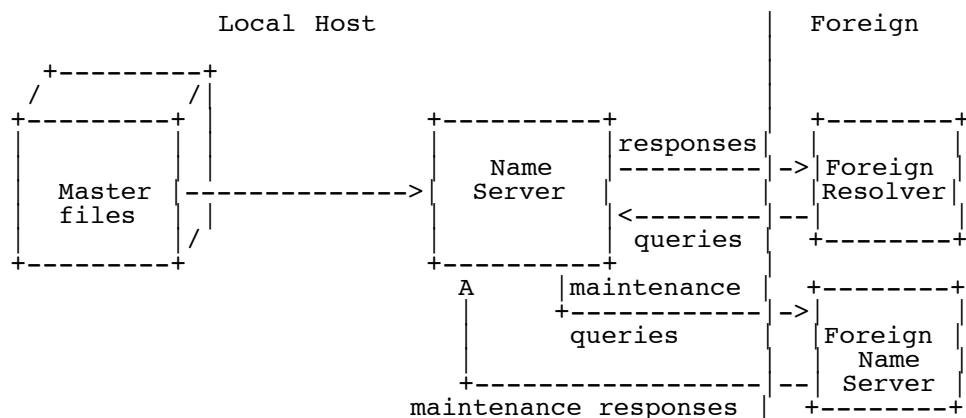 Local Host | Foreign
|
+---------+ |
/ /| |
+---------+ | +----------+ | +--------+
| | | | |responses| | |
| | | | Name |---------|->|Foreign |
| Master |-------------->| Server | | |Resolver|
| files | | | |<--------|--| |
| |/ | | queries | +--------+
+---------+ +----------+ |
A |maintenance | +--------+
| +------------|->| |
| queries | |Foreign |
| | | Name |
+------------------|--| Server |
maintenance responses | +--------+